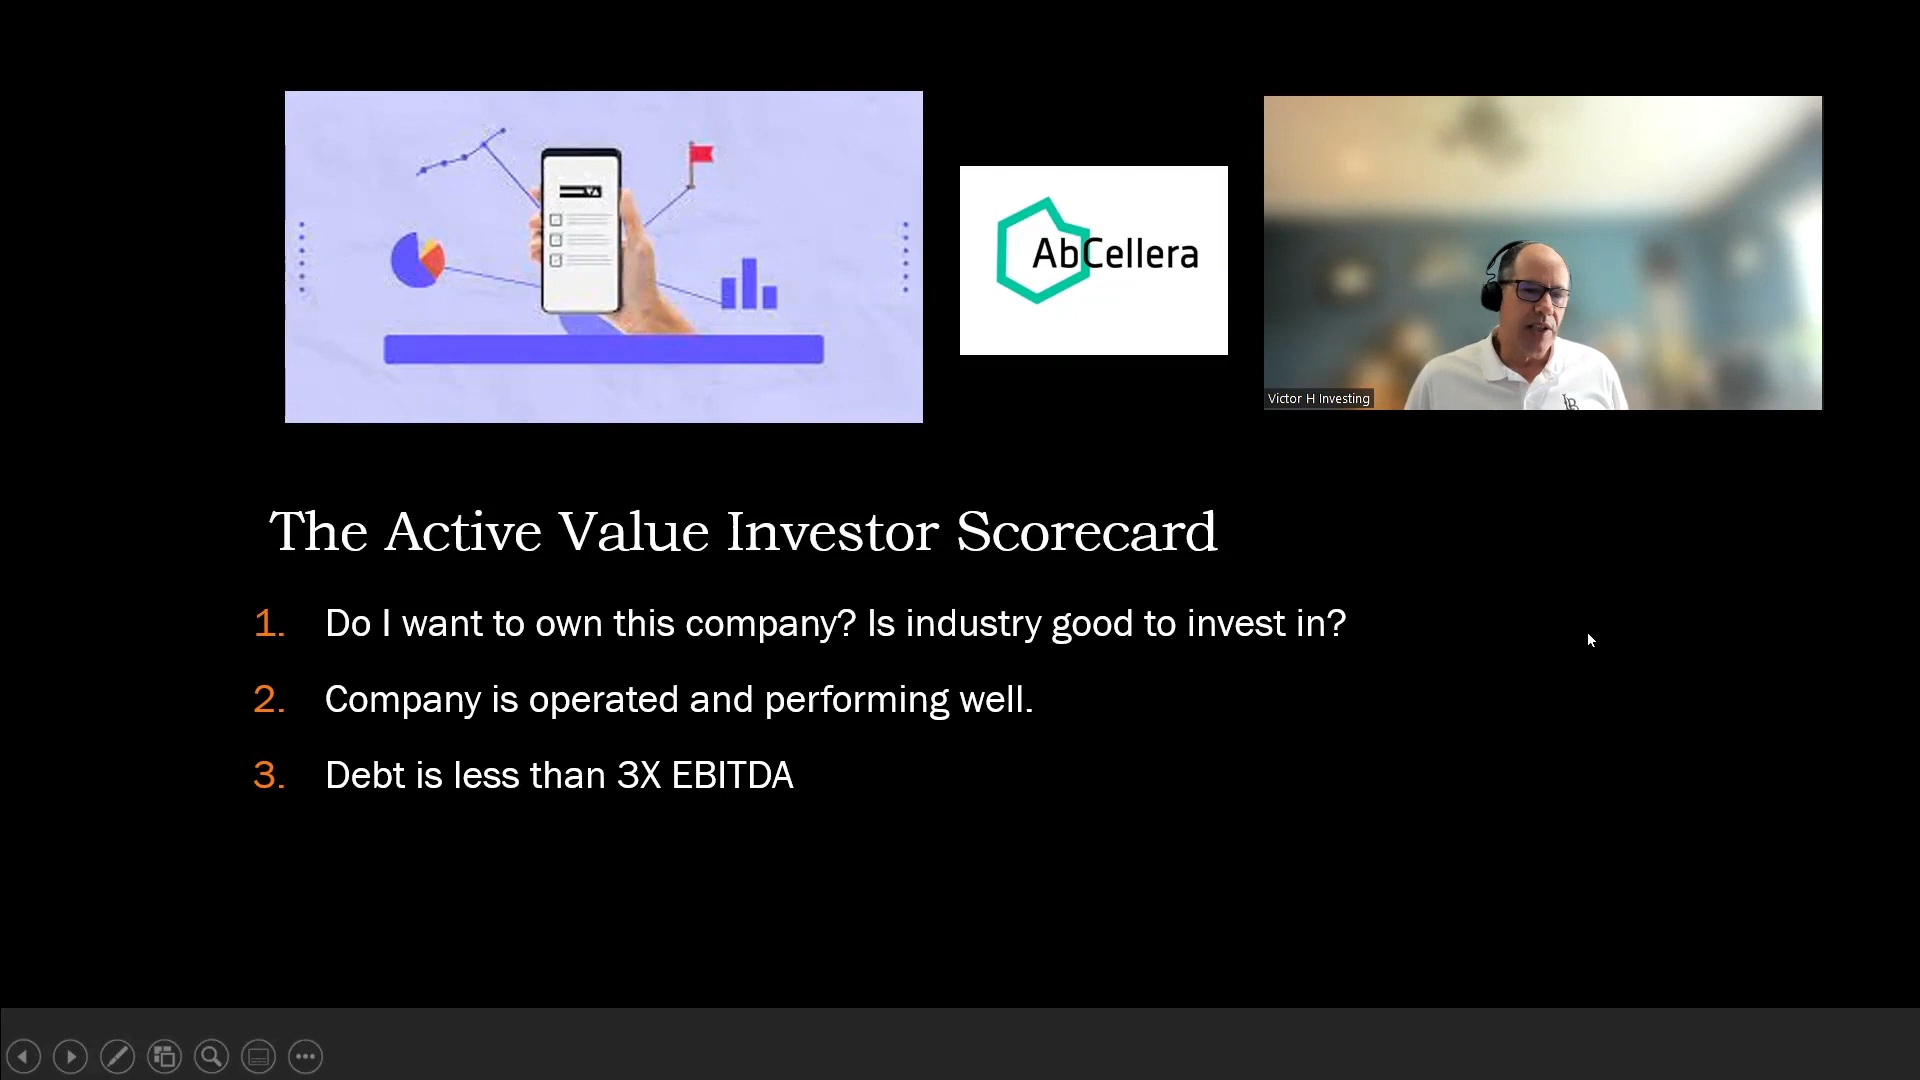 AbCellera
Victor H Investing
The Active Value Investor Scorecard
1. Do I want to own this company? Is industry good to invest in?
2. Company is operated and performing well.
3. Debt is less than 3X EBITDA